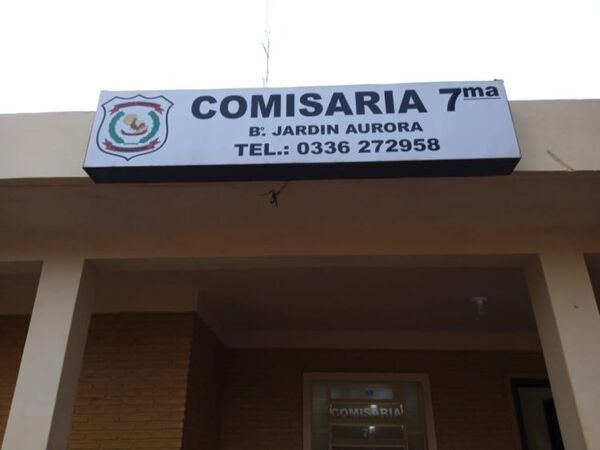 COMISARIA 7ma
Bº. JARDIN AURORA
TEL.: 0336 272958
COMISARIA